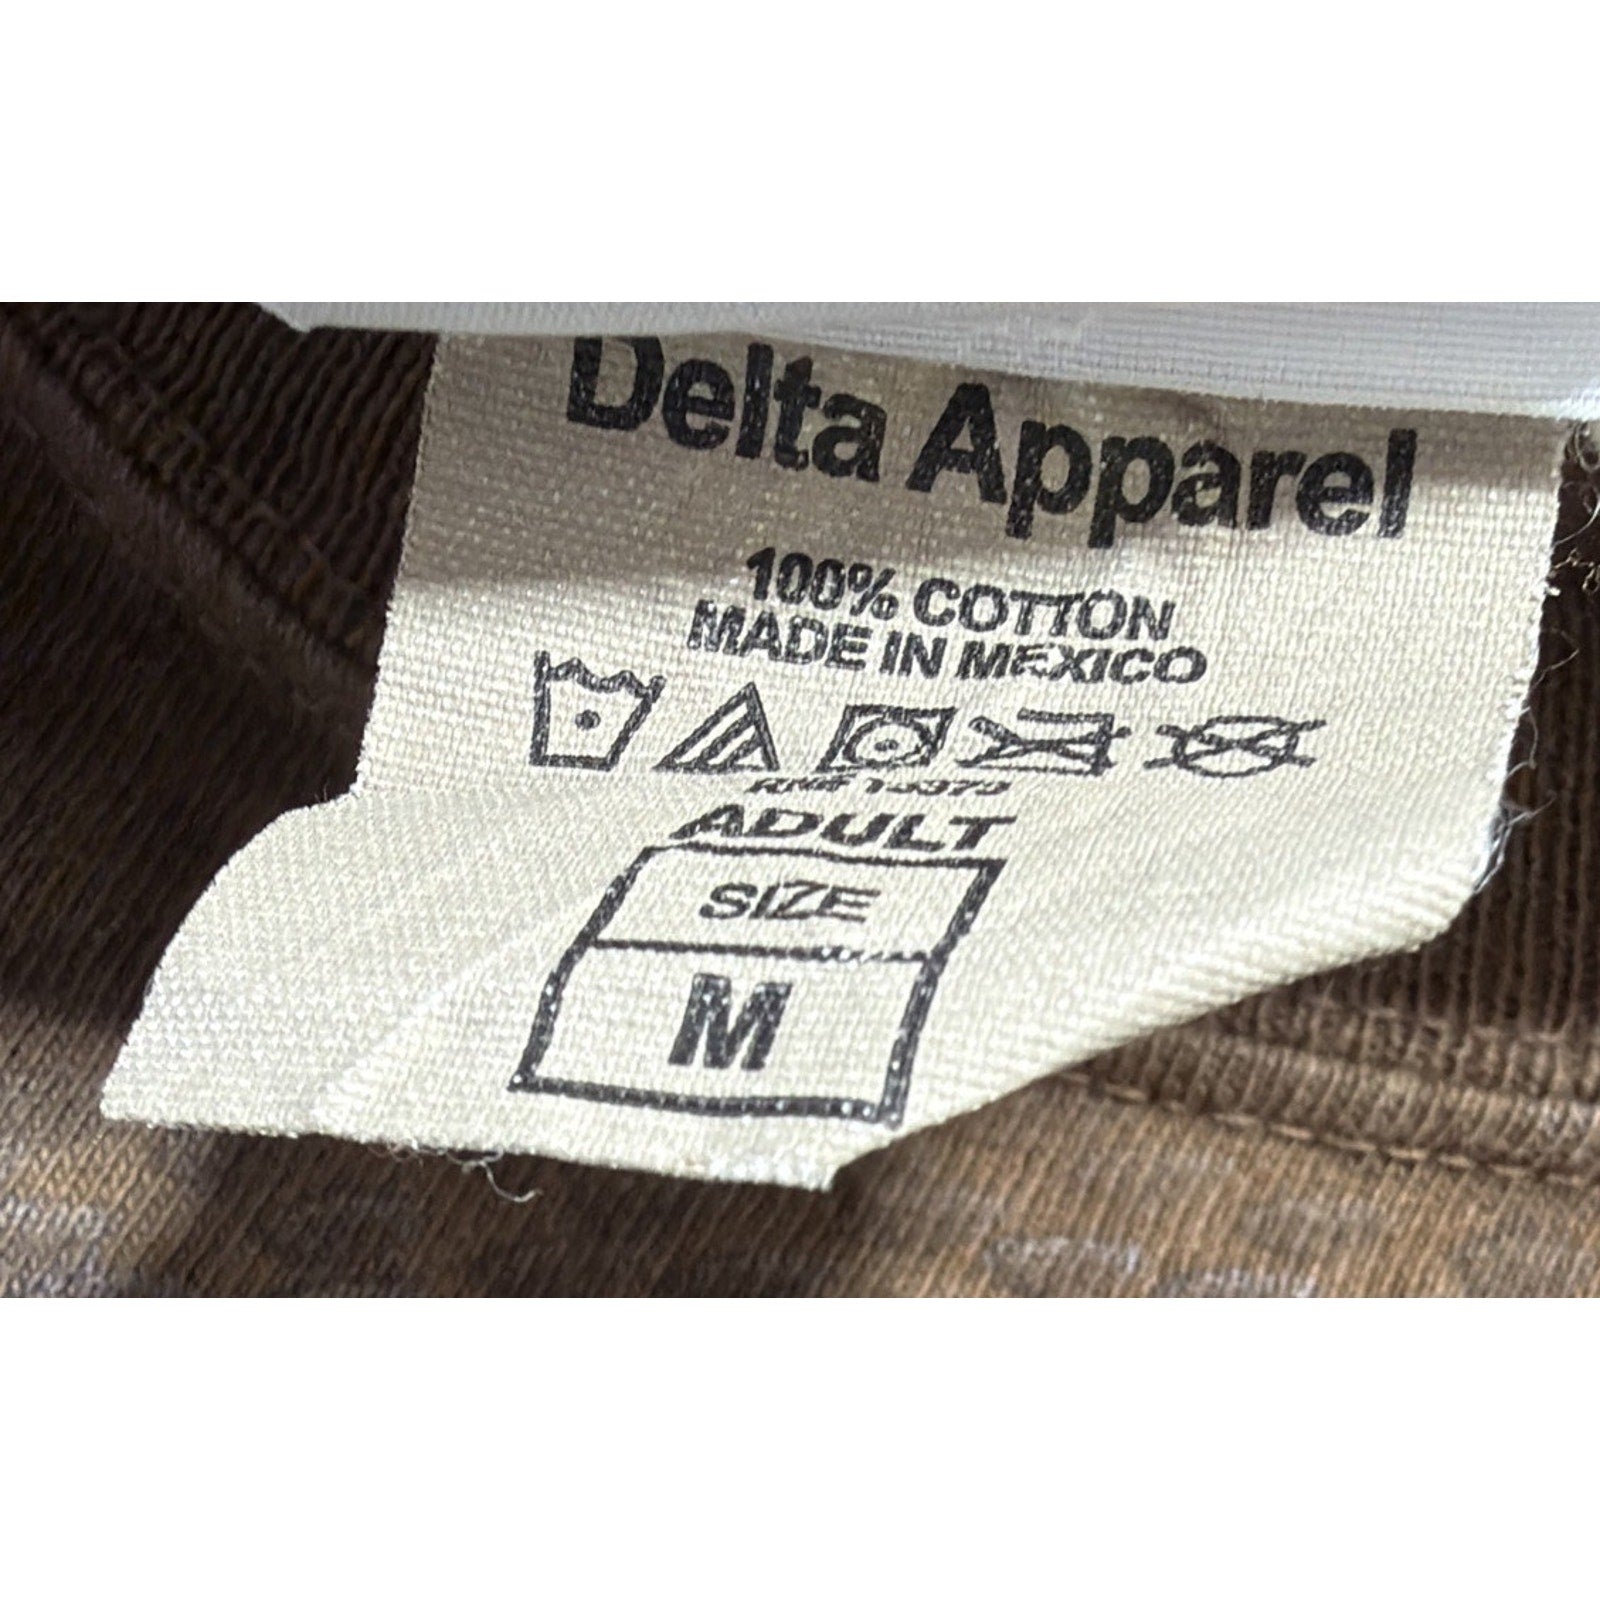 Delta Apparel
100% COTTON
MADE IN MEXICO
ADULT
SIZE
M